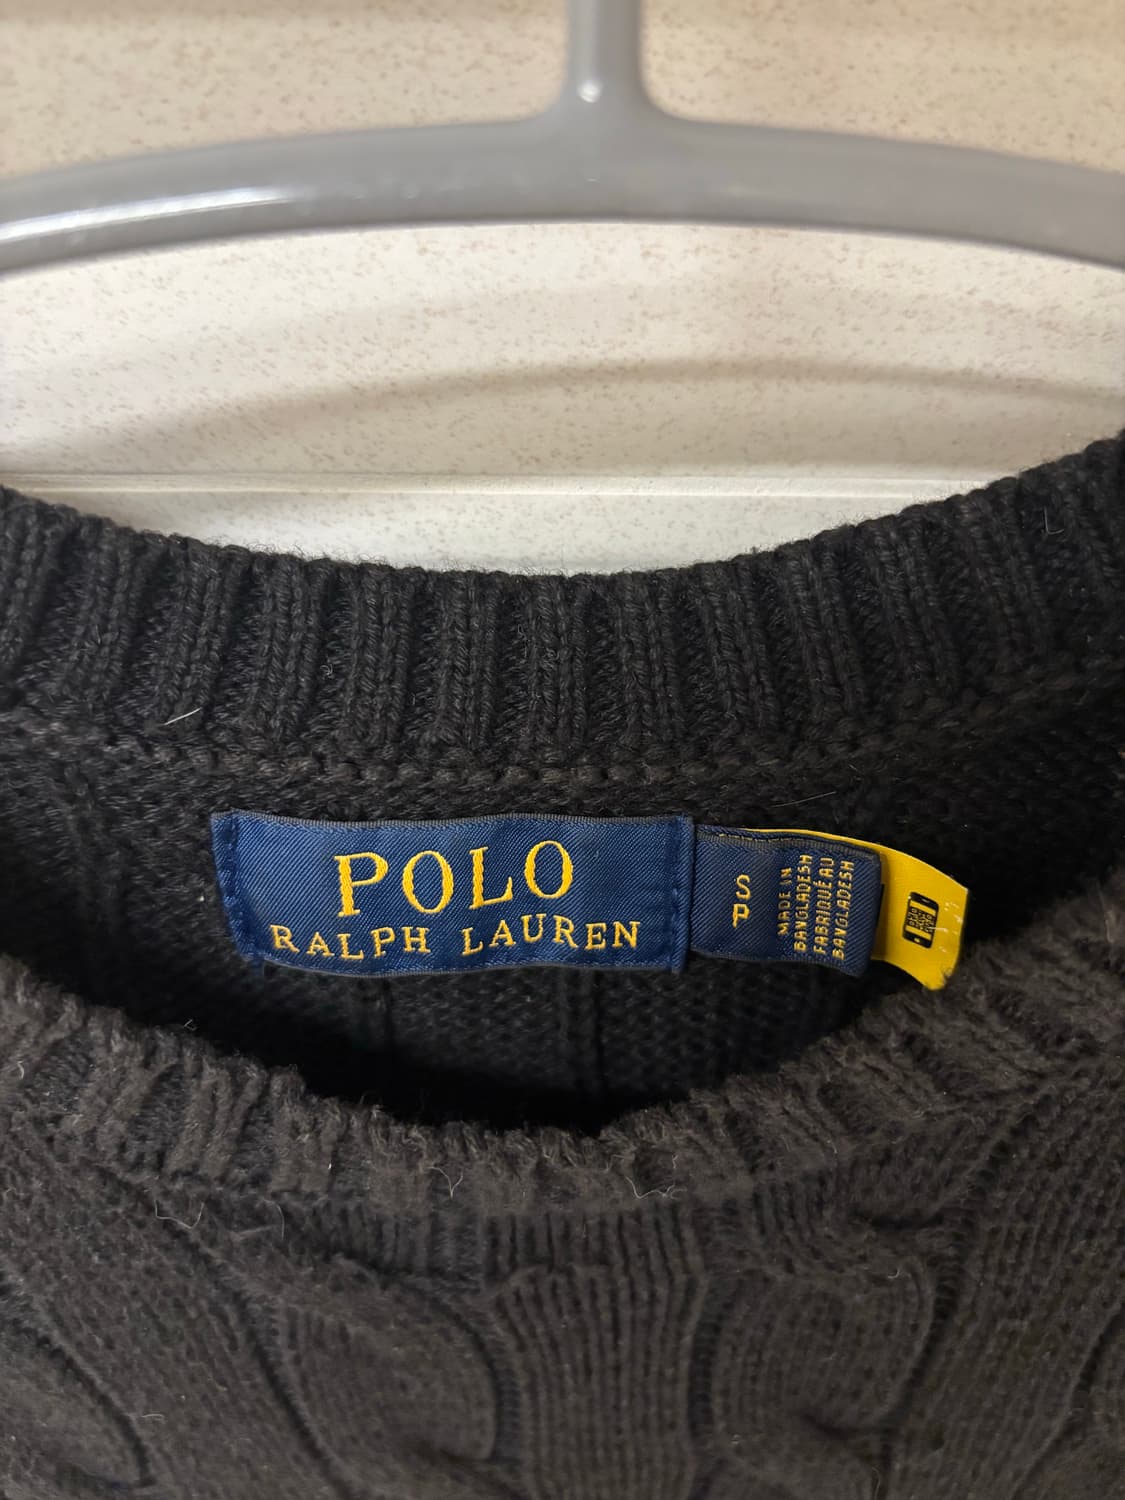 POLO
RALPH LAUREN
S
P
MADE IN
BANGLADESH
FABRIQUÉ AU
BANGLADESH